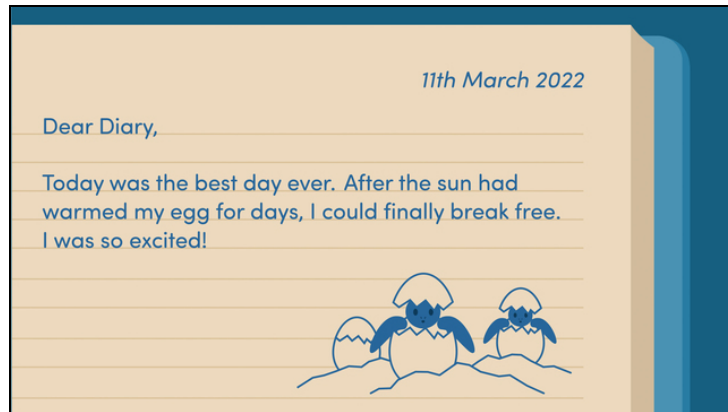 11th March 2022
Dear Diary,
Today was the best day ever. After the sun had
warmed my egg for days, I could finally break free.
I was so excited!